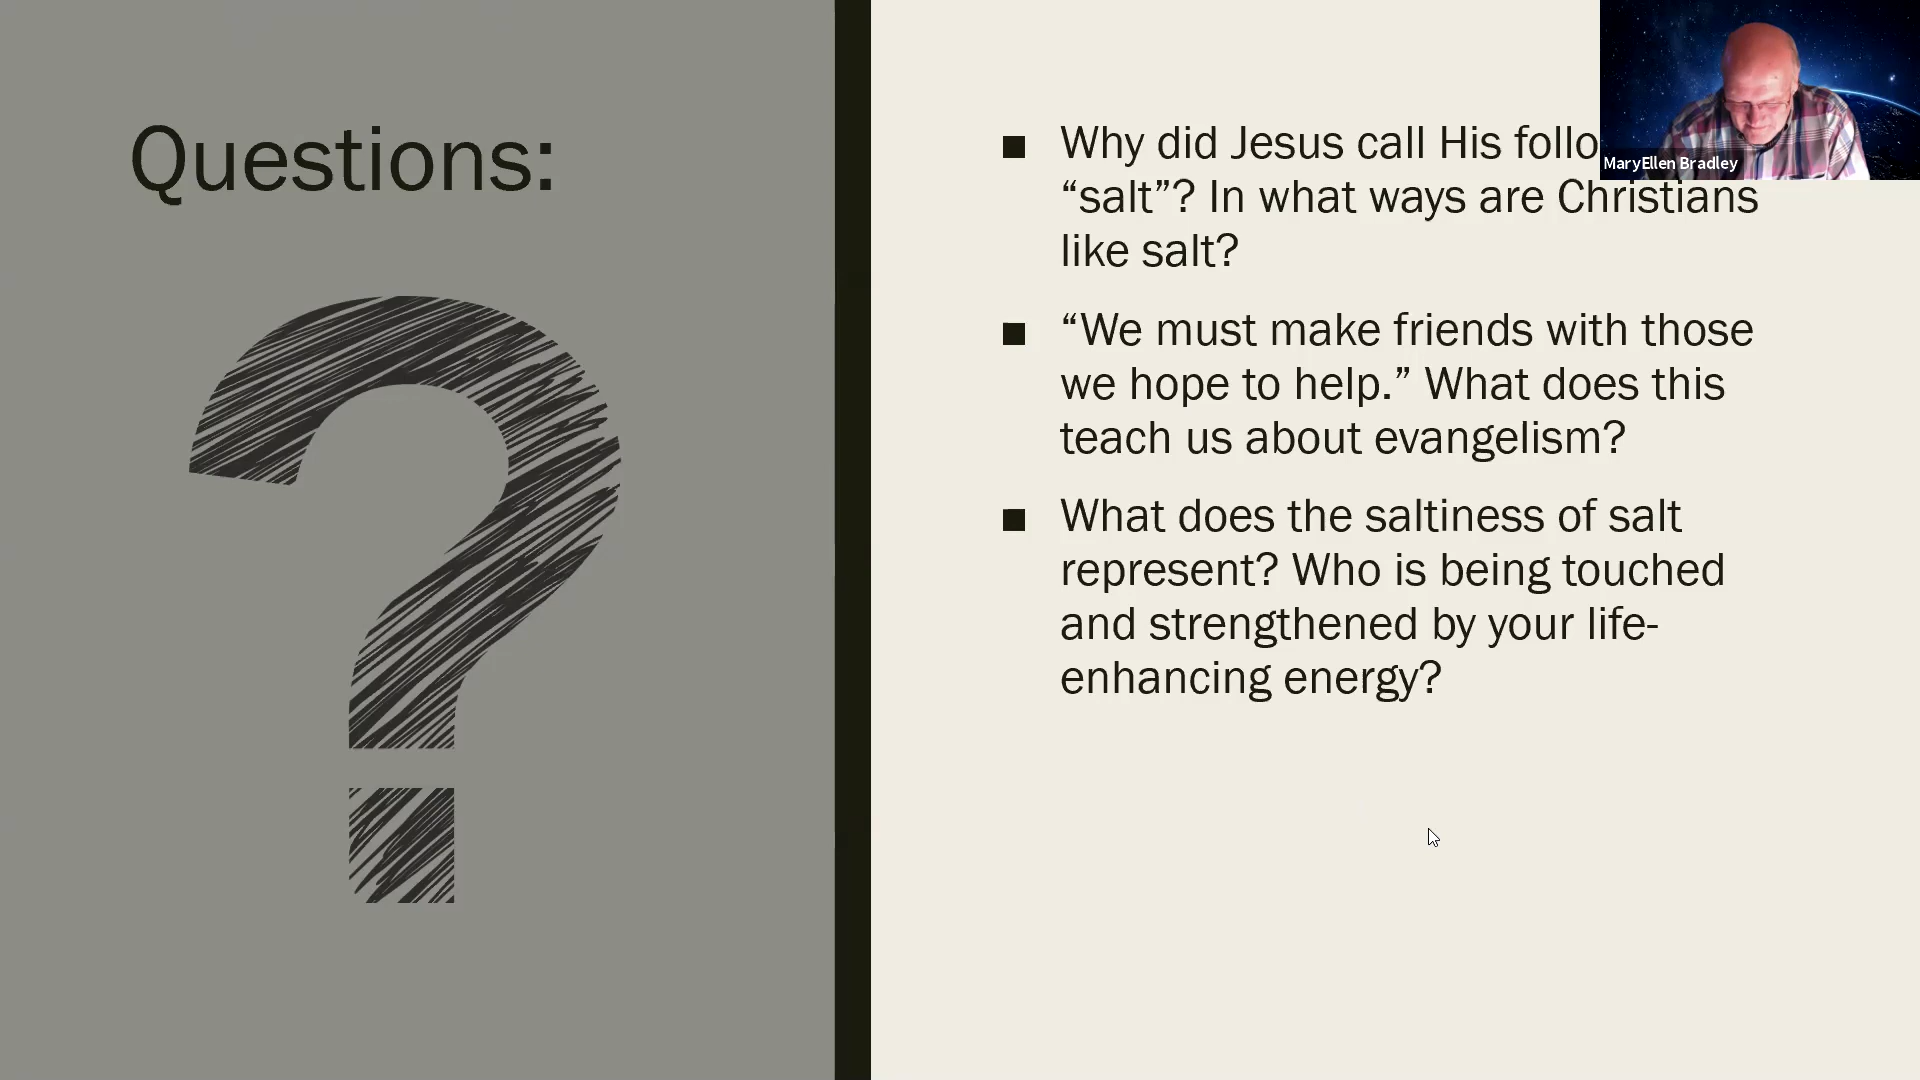 Questions:
■ Why did Jesus call His follo
“salt”? In what ways are Christians
like salt?
■ “We must make friends with those
we hope to help.” What does this
teach us about evangelism?
■ What does the saltiness of salt
represent? Who is being touched
and strengthened by your life-
enhancing energy?
MaryEllen Bradley